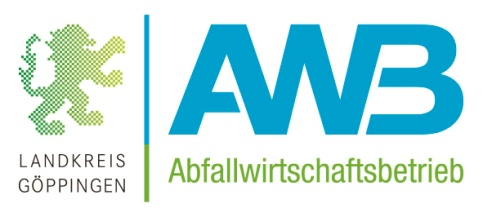 LANDKREIS
GÖPPINGEN
AWB
Abfallwirtschaftsbetrieb